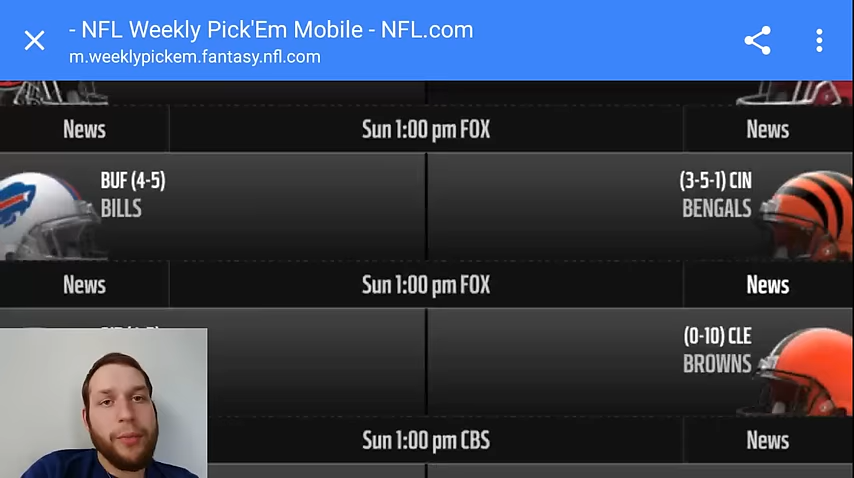 - NFL Weekly Pick'Em Mobile - NFL.com
m.weeklypickem.fantasy.nfl.com
News Sun 1:00 pm FOX News
BUF (4-5) (3-5-1) CIN
BILLS BENGALS
News Sun 1:00 pm FOX News
(0-10) CLE
BROWNS
Sun 1:00 pm CBS News